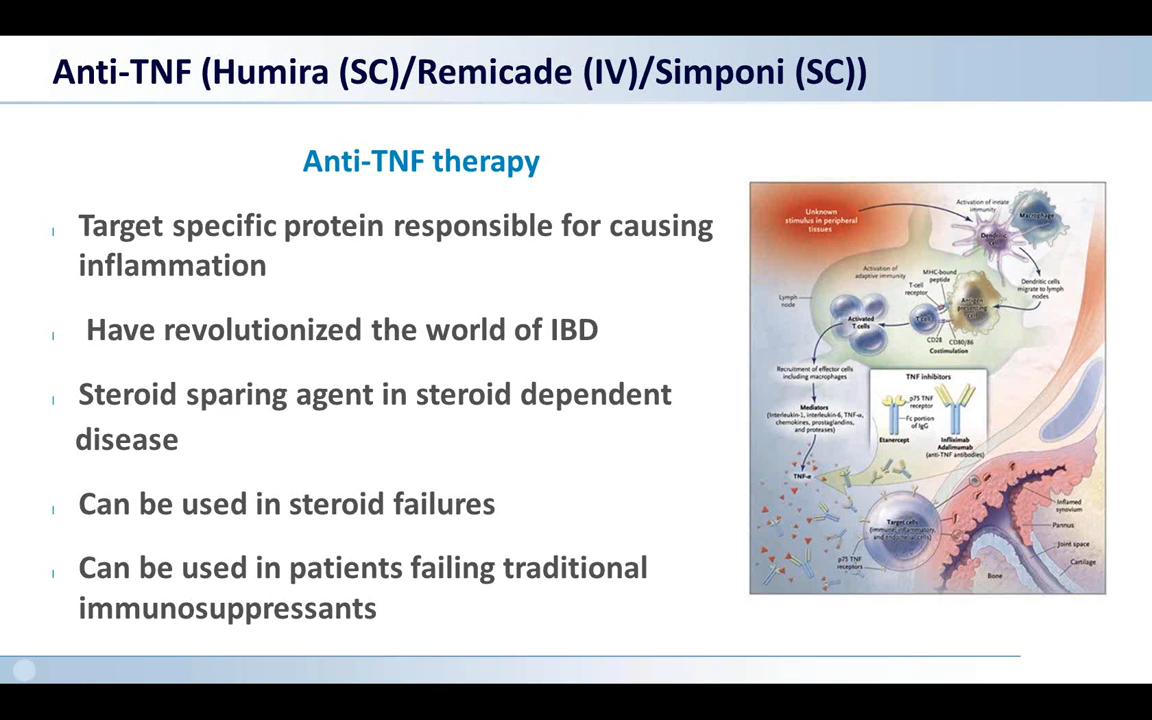 Anti-TNF (Humira (SC)/Remicade (IV)/Simponi (SC))
Anti-TNF therapy
Target specific protein responsible for causing
inflammation
Have revolutionized the world of IBD
Steroid sparing agent in steroid dependent
disease
Can be used in steroid failures
Can be used in patients failing traditional
immunosuppressants
Unknown
stimulus in peripheral
tissues
Activation of innate
immunity
Macrophage
Dendritic
cell
Activation of
adaptive immunity
MHC-bound
peptide
T-cell
receptor
Dendritic cells
migrate to lymph
nodes
Lymph
node
Activated
T cells
T cell
Antigen
presenting
cell
CD28
CD80/86
Costimulation
Recruitment of effector cells
including macrophages
TNF inhibitors
Mediators
(interleukin-1, interleukin-6, TNF-α,
chemokines, prostaglandins,
and proteases)
p75 TNF
receptor
Fc portion
of IgG
Etanercept
Infliximab
Adalimumab
(anti-TNF antibodies)
TNF-α
Target cells
(immune, inflammatory,
and endothelial cells)
p75 TNF
receptors
Inflamed
synovium
Pannus
Joint space
Cartilage
Bone